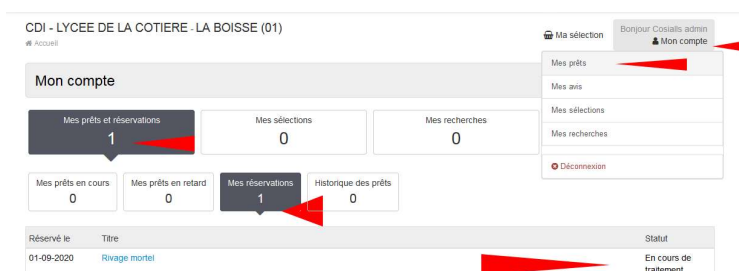 CDI - LYCEE DE LA COTIERE - LA BOISSE (01)
Accueil
Ma sélection
Bonjour Cosialls admin
Mon compte
Mes prêts
Mes avis
Mes sélections
Mes recherches
Déconnexion
Mon compte
Mes prêts et réservations
1
Mes sélections
0
Mes recherches
0
Mes prêts en cours
0
Mes prêts en retard
0
Mes réservations
1
Historique des prêts
0
Réservé le Titre Statut
01-09-2020 Rivage mortel En cours de
traitement